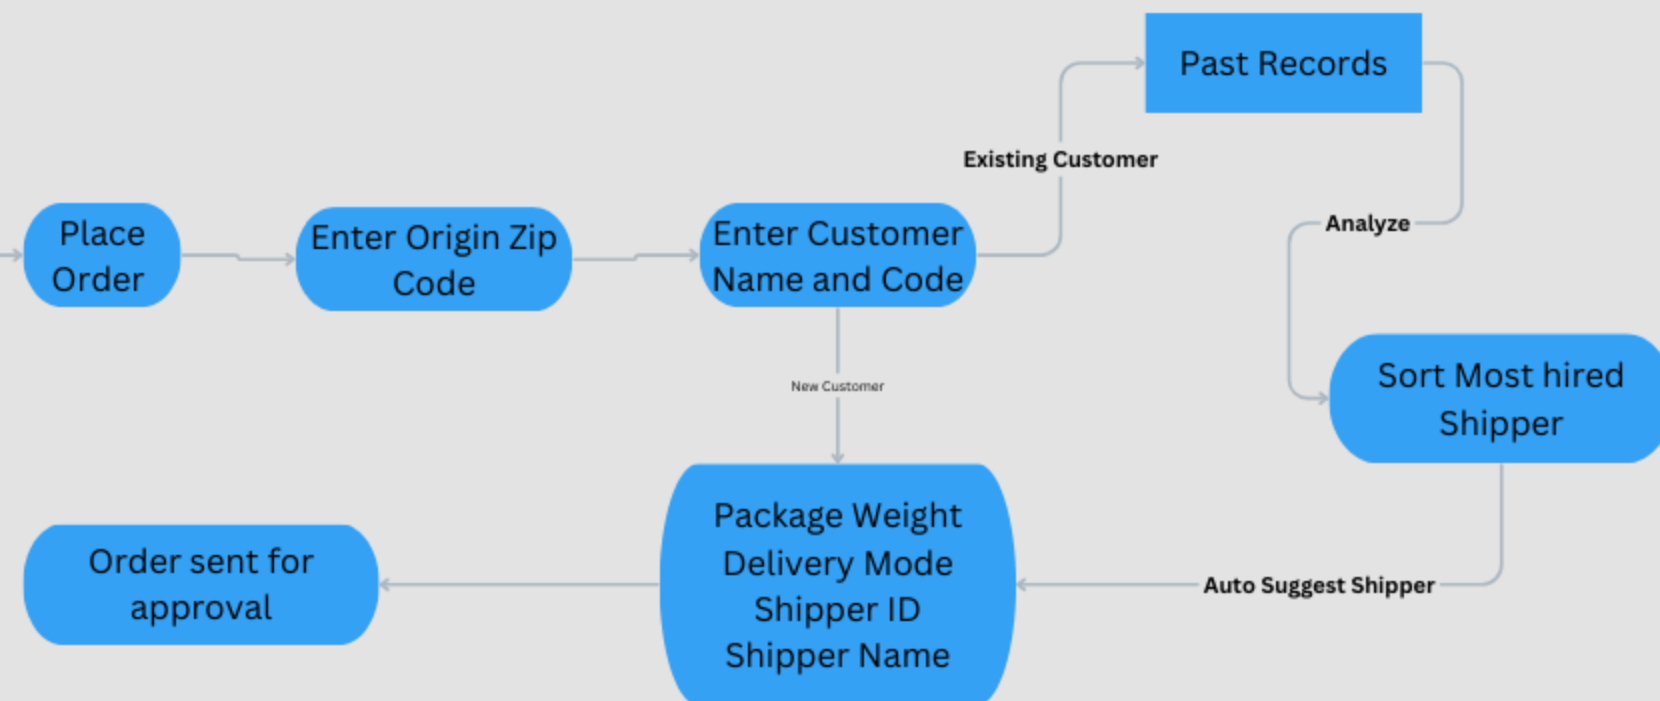 Past Records
Existing Customer
Place
Order
Enter Origin Zip
Code
Enter Customer
Name and Code
Analyze
New Customer
Sort Most hired
Shipper
Package Weight
Delivery Mode
Shipper ID
Shipper Name
Auto Suggest Shipper
Order sent for
approval